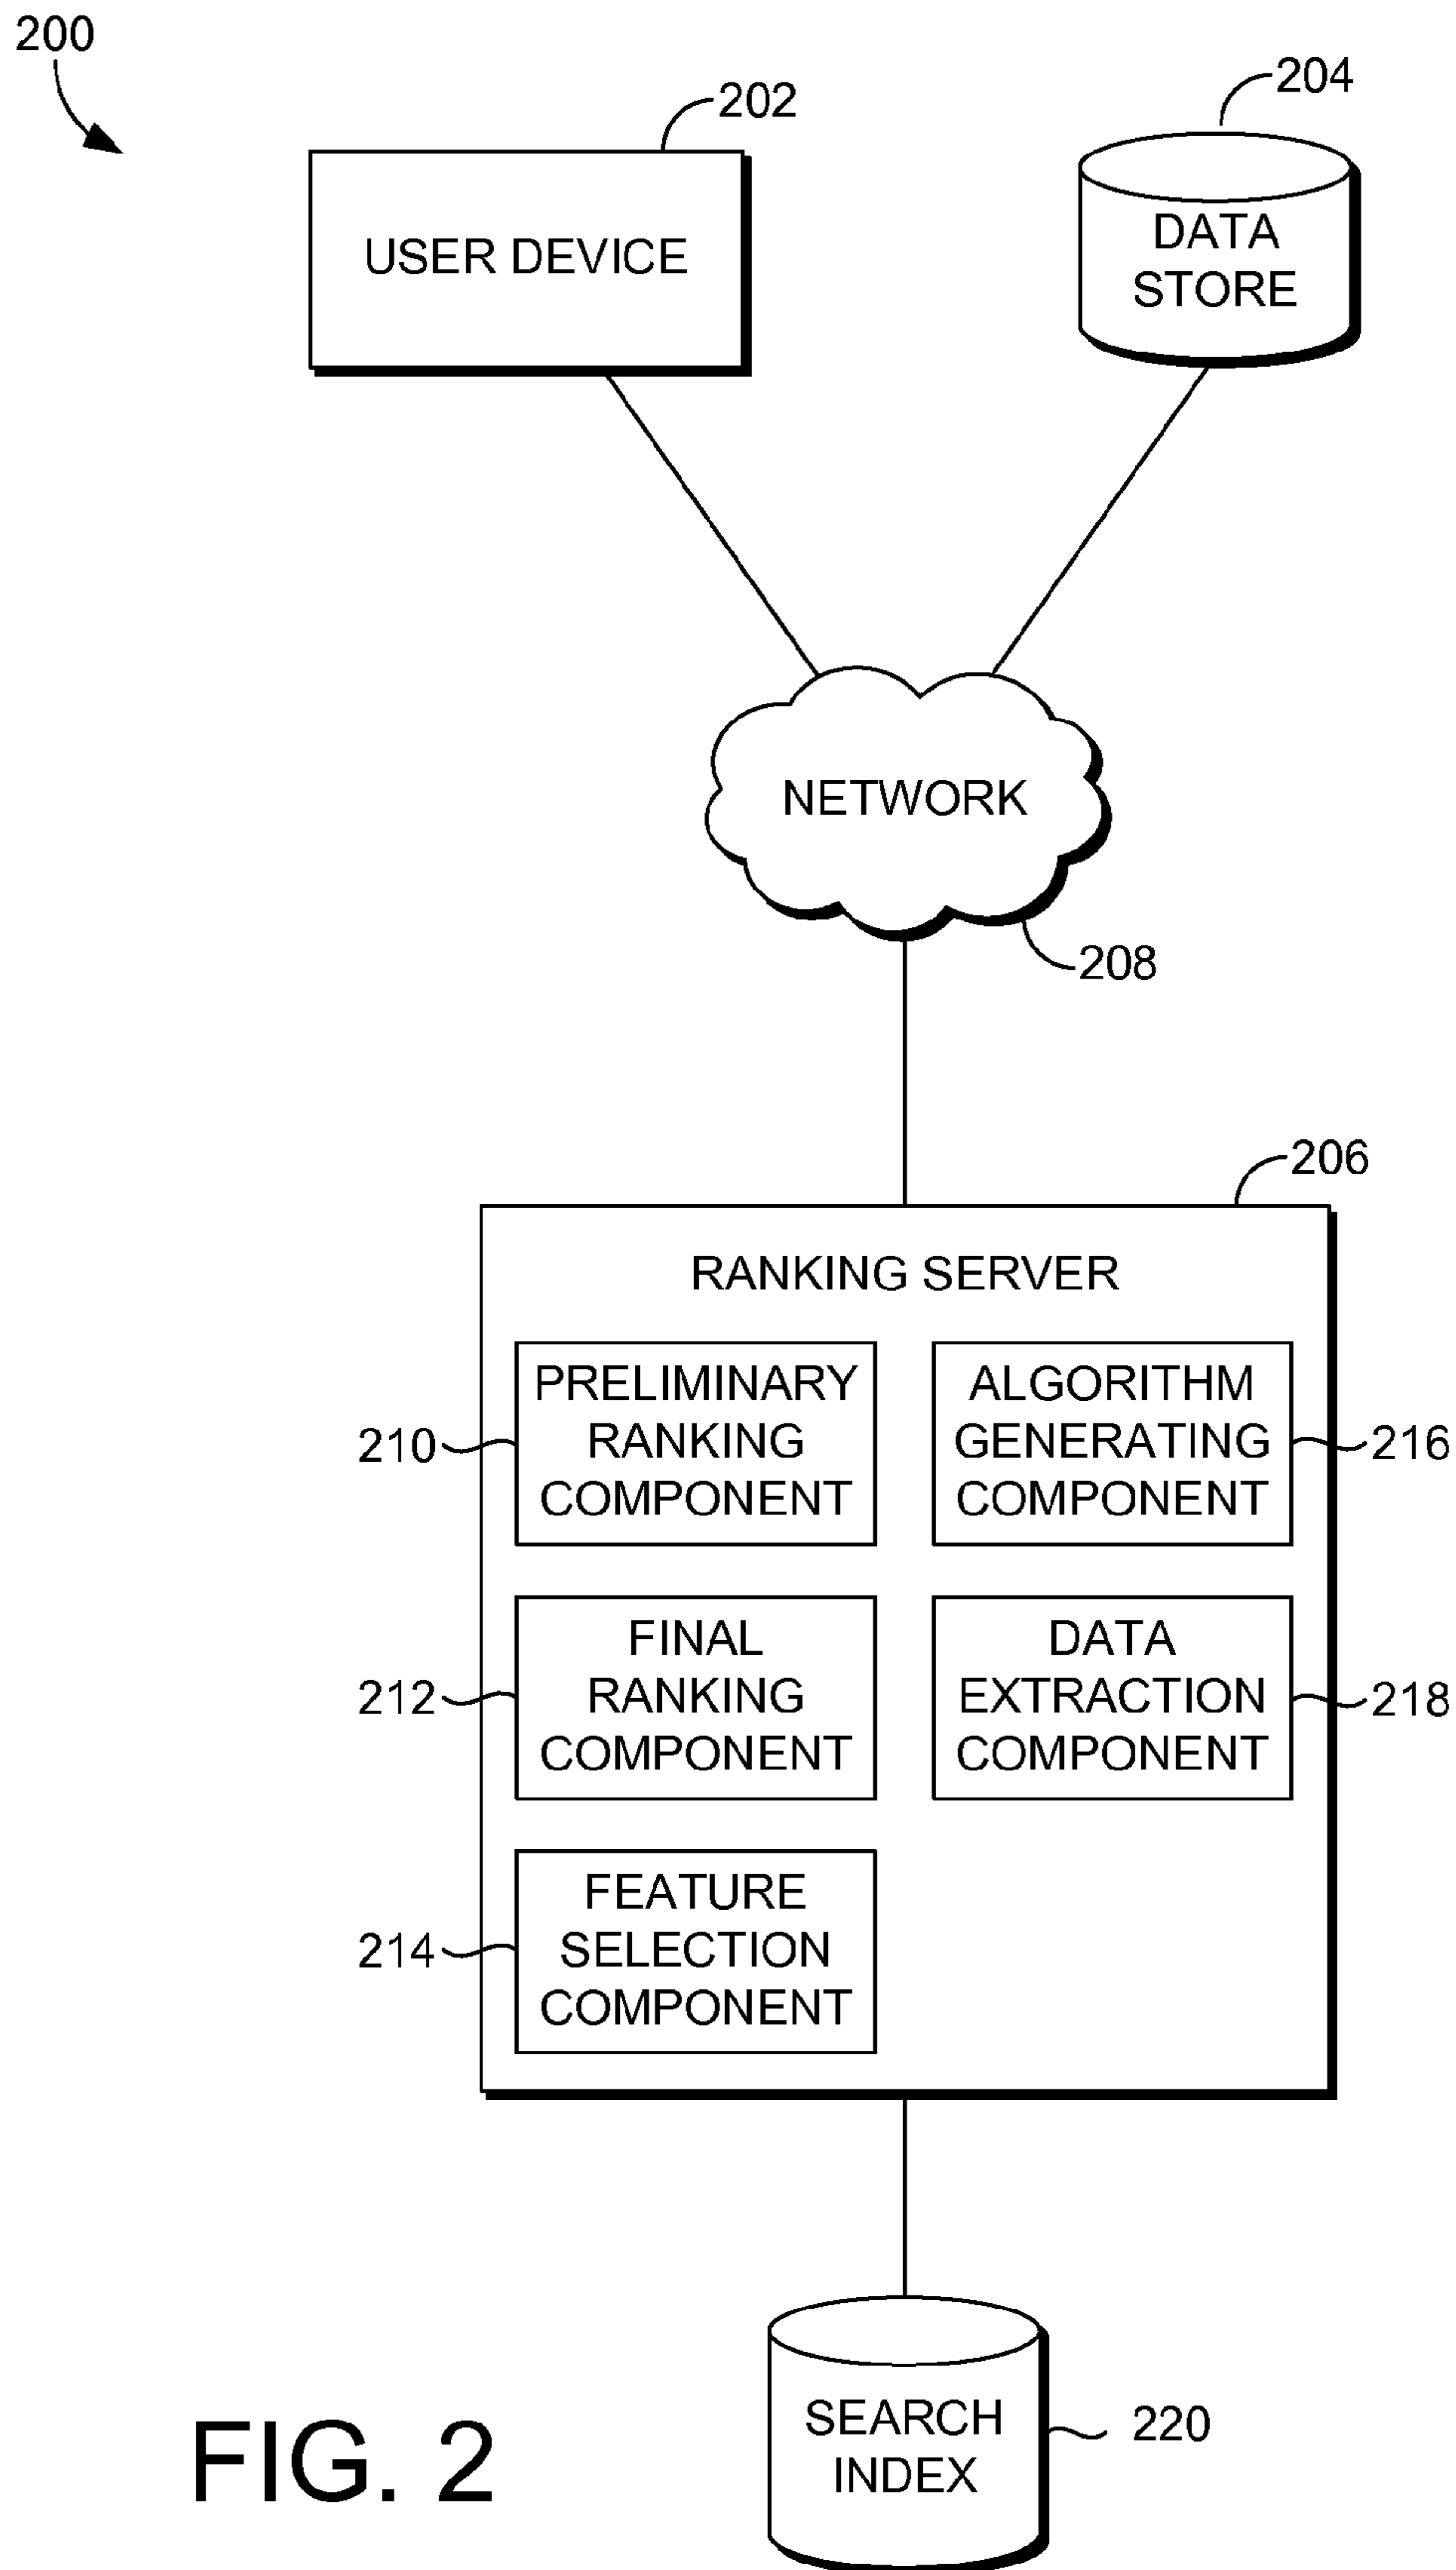 200
202
204
USER DEVICE
DATA
STORE
NETWORK
208
206
RANKING SERVER
PRELIMINARY
RANKING
COMPONENT
210
ALGORITHM
GENERATING
COMPONENT
216
FINAL
RANKING
COMPONENT
212
DATA
EXTRACTION
COMPONENT
218
FEATURE
SELECTION
COMPONENT
214
SEARCH
INDEX
220
FIG. 2